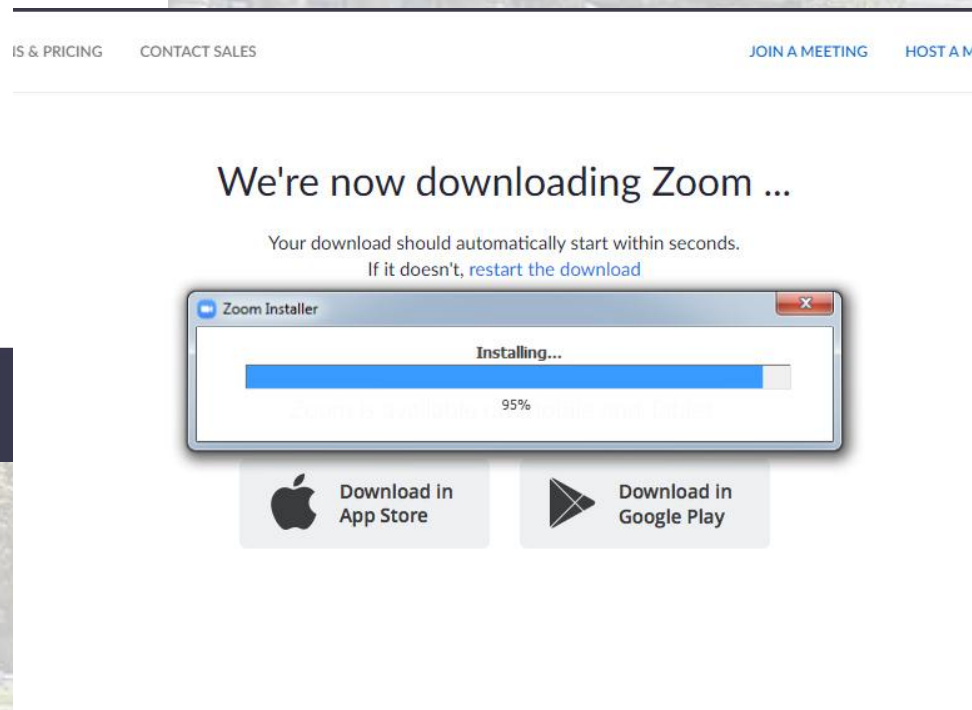 IS & PRICING CONTACT SALES JOIN A MEETING HOST A M
We're now downloading Zoom ...
Your download should automatically start within seconds.
If it doesn't, restart the download
Zoom Installer
Installing...
95%
Download in
App Store
Download in
Google Play